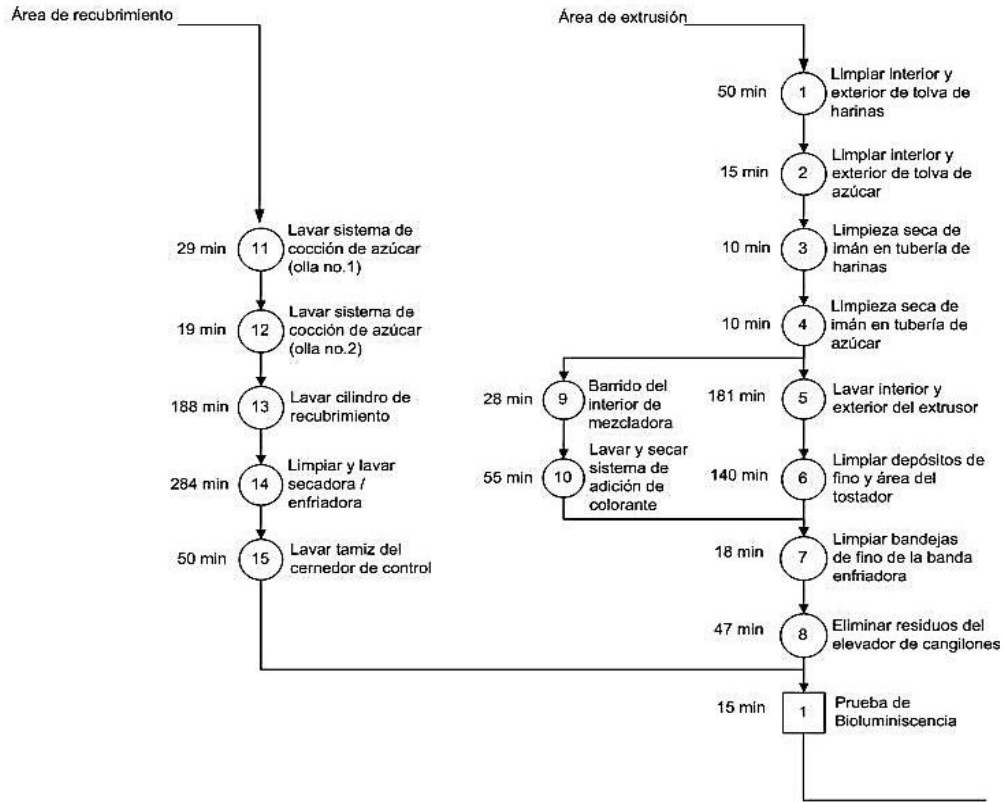 Área de recubrimiento
Área de extrusión
50 min
1
Limpiar interior y
exterior de tolva de
harinas
15 min
2
Limpiar interior y
exterior de tolva de
azúcar
29 min
11
Lavar sistema de
cocción de azúcar
(olla no.1)
10 min
3
Limpieza seca de
imán en tubería de
harinas
19 min
12
Lavar sistema de
cocción de azúcar
(olla no.2)
10 min
4
Limpieza seca de
imán en tubería de
azúcar
188 min
13
Lavar cilindro de
recubrimiento
28 min
9
Barrido del
interior de
mezcladora
181 min
5
Lavar interior y
exterior del extrusor
284 min
14
Limpiar y lavar
secadora /
enfriadora
55 min
10
Lavar y secar
sistema de
adición de
colorante
140 min
6
Limpiar depósitos de
fino y área del
tostador
50 min
15
Lavar tamiz del
cernedor de control
18 min
7
Limpiar bandejas
de fino de la banda
enfriadora
47 min
8
Eliminar residuos del
elevador de cangilones
15 min
1
Prueba de
Bioluminiscencia